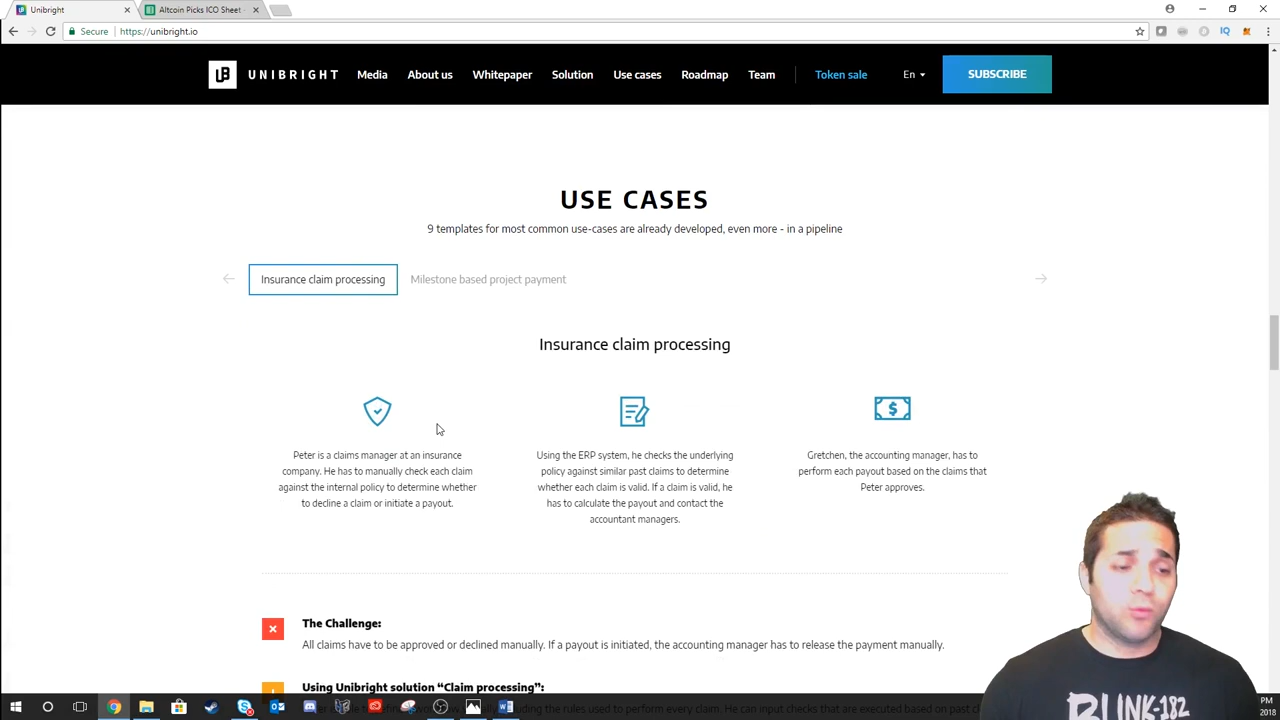 Unibright
Altcoin Picks ICO Sheet
Secure
https://unibright.io
IQ
UB
UNIBRIGHT
Media
About us
Whitepaper
Solution
Use cases
Roadmap
Team
Token sale
En
SUBSCRIBE
USE CASES
9 templates for most common use-cases are already developed, even more - in a pipeline
Insurance claim processing
Milestone based project payment
Insurance claim processing
Peter is a claims manager at an insurance
company. He has to manually check each claim
against the internal policy to determine whether
to decline a claim or initiate a payout.
Using the ERP system, he checks the underlying
policy against similar past claims to determine
whether each claim is valid. If a claim is valid, he
has to calculate the payout and contact the
accountant managers.
Gretchen, the accounting manager, has to
perform each payout based on the claims that
Peter approves.
The Challenge:
All claims have to be approved or declined manually. If a payout is initiated, the accounting manager has to release the payment manually.
Using Unibright solution “Claim processing”:
BLINK-182
PM
2018